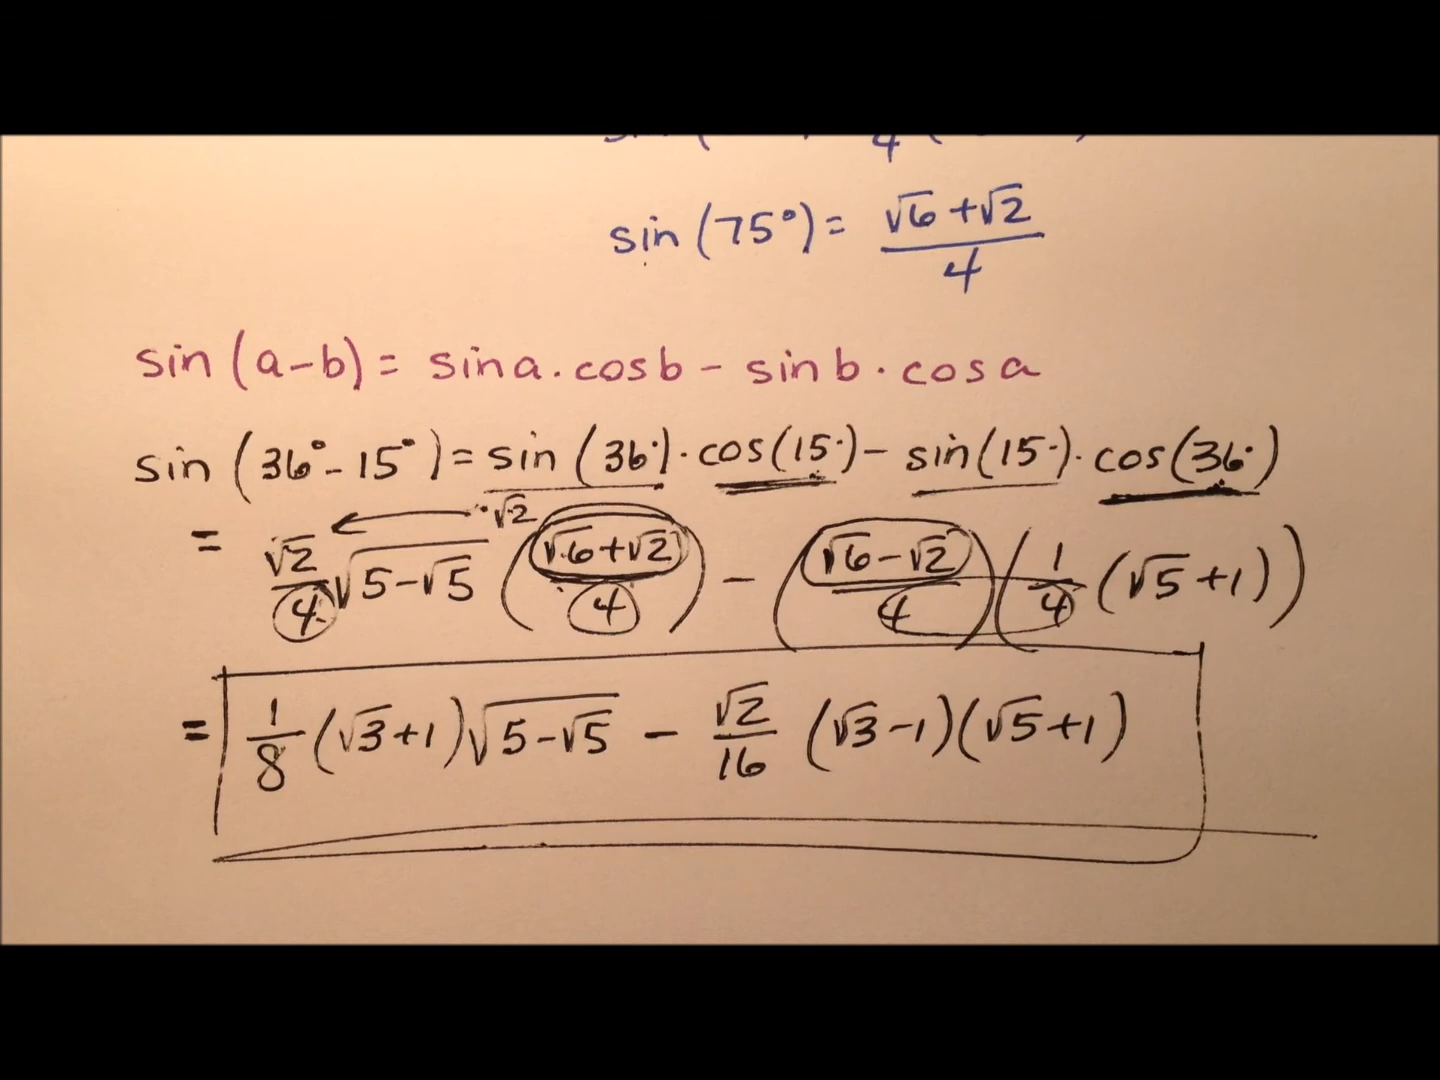 sin (75°) = √6 + √2 / 4
sin (a - b) = sin a · cos b - sin b · cos a
sin (36° - 15°) = sin (36°) · cos (15°) - sin (15°) · cos (36°)
· √2
= √2/4 √(5 - √5) ((√6 + √2)/4) - ((√6 - √2)/4) (1/4 (√5 + 1))
= 1/8 (√3 + 1) √(5 - √5) - √2/16 (√3 - 1)(√5 + 1)